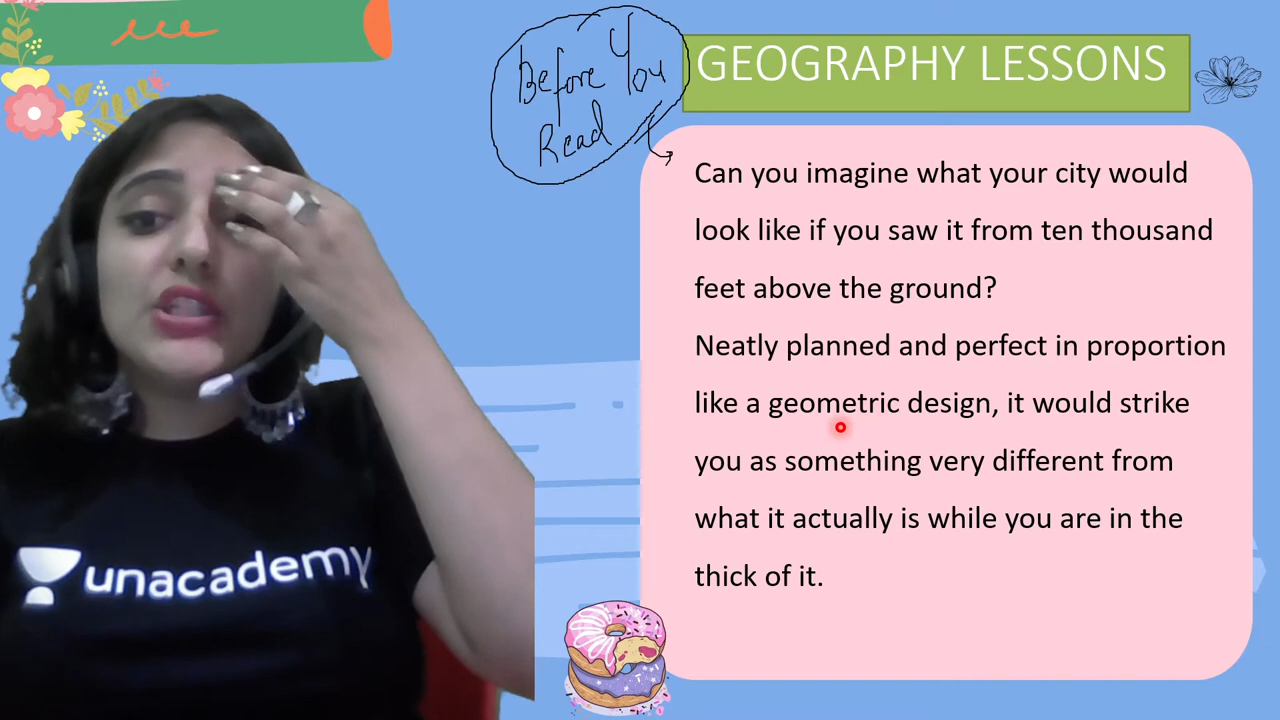 Before You
Read
GEOGRAPHY LESSONS
Can you imagine what your city would
look like if you saw it from ten thousand
feet above the ground?
Neatly planned and perfect in proportion
like a geometric design, it would strike
you as something very different from
what it actually is while you are in the
thick of it.
unacademy